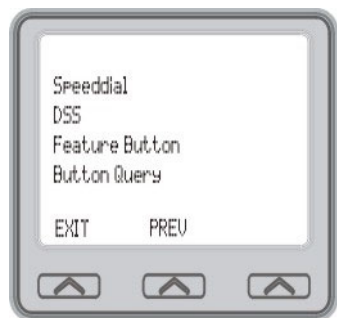 Speeddial
DSS
Feature Button
Button Query
EXIT PREV